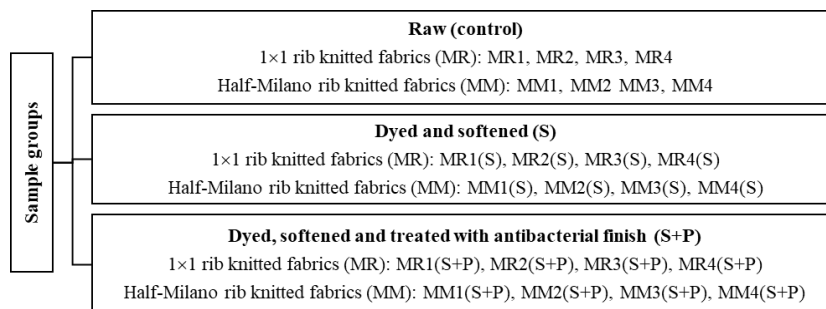 Sample groups
Raw (control)
1×1 rib knitted fabrics (MR): MR1, MR2, MR3, MR4
Half-Milano rib knitted fabrics (MM): MM1, MM2 MM3, MM4
Dyed and softened (S)
1×1 rib knitted fabrics (MR): MR1(S), MR2(S), MR3(S), MR4(S)
Half-Milano rib knitted fabrics (MM): MM1(S), MM2(S), MM3(S), MM4(S)
Dyed, softened and treated with antibacterial finish (S+P)
1×1 rib knitted fabrics (MR): MR1(S+P), MR2(S+P), MR3(S+P), MR4(S+P)
Half-Milano rib knitted fabrics (MM): MM1(S+P), MM2(S+P), MM3(S+P), MM4(S+P)